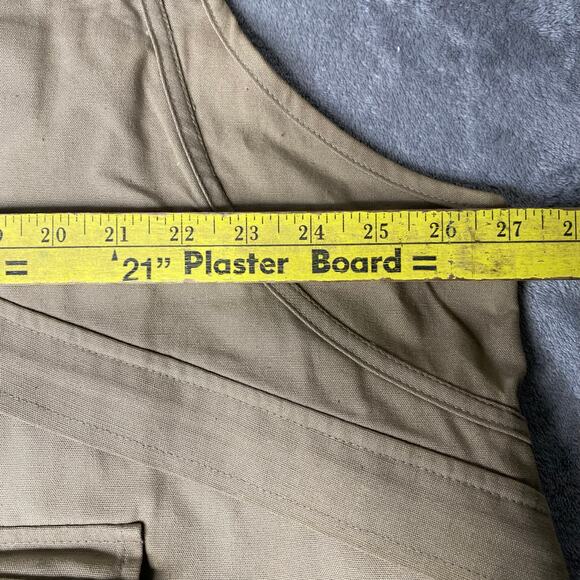 20 21 22 23 24 25 26 27
= 21” Plaster Board =